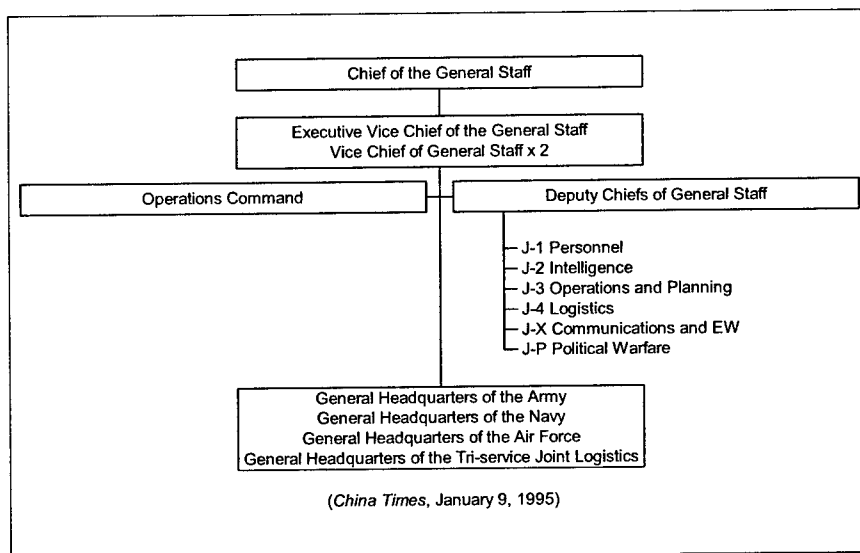 Chief of the General Staff
Executive Vice Chief of the General Staff
Vice Chief of General Staff x 2
Operations Command
Deputy Chiefs of General Staff
J-1 Personnel
J-2 Intelligence
J-3 Operations and Planning
J-4 Logistics
J-X Communications and EW
J-P Political Warfare
General Headquarters of the Army
General Headquarters of the Navy
General Headquarters of the Air Force
General Headquarters of the Tri-service Joint Logistics
(China Times, January 9, 1995)